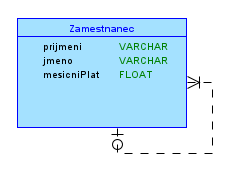 Zamestnanec
prijmeni VARCHAR
jmeno VARCHAR
mesicniPlat FLOAT